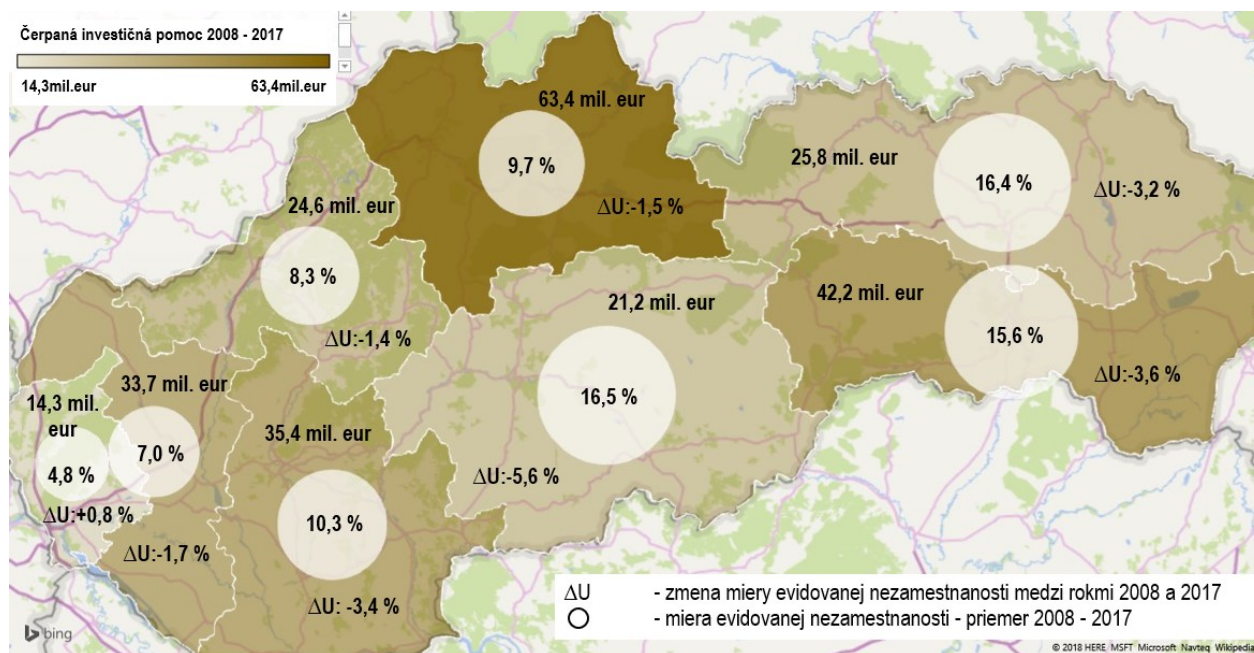 Čerpaná investičná pomoc 2008 - 2017
14,3mil.eur 63,4mil.eur
63,4 mil. eur
9,7 %
ΔU:-1,5 %
25,8 mil. eur
16,4 %
ΔU:-3,2 %
24,6 mil. eur
8,3 %
ΔU:-1,4 %
21,2 mil. eur
16,5 %
ΔU:-5,6 %
42,2 mil. eur
15,6 %
ΔU:-3,6 %
33,7 mil. eur
7,0 %
ΔU:-1,7 %
14,3 mil.
eur
4,8 %
ΔU:+0,8 %
35,4 mil. eur
10,3 %
ΔU: -3,4 %
ΔU - zmena miery evidovanej nezamestnanosti medzi rokmi 2008 a 2017
- miera evidovanej nezamestnanosti - priemer 2008 - 2017
bing
© 2018 HERE MSFT Microsoft Navteq Wikipedia